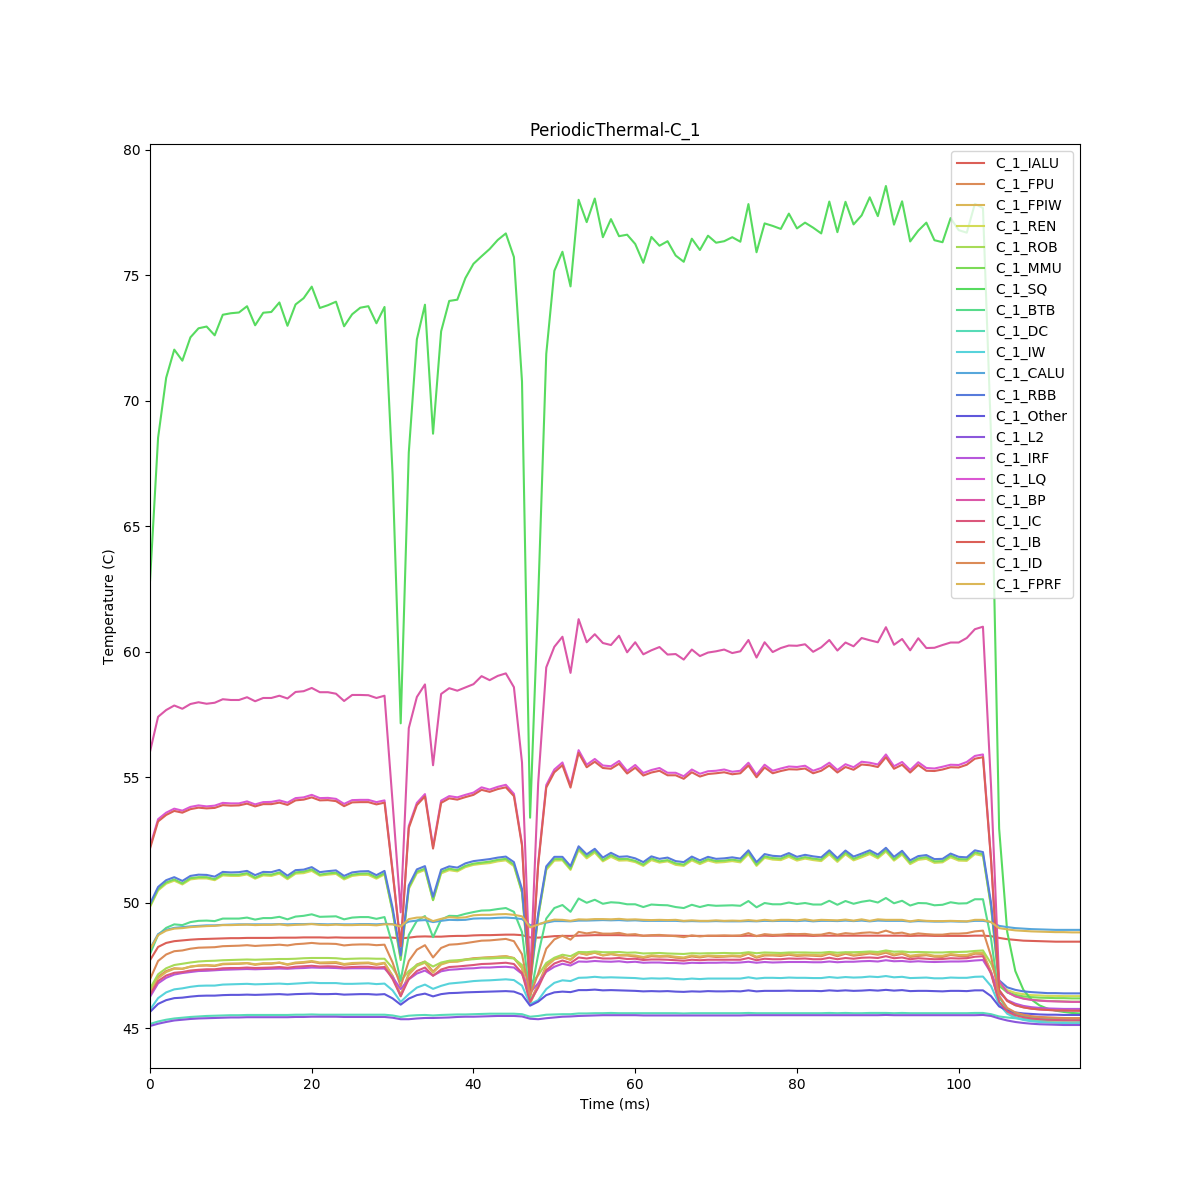 PeriodicThermal-C_1
80
75
70
65
60
55
50
45
Temperature (C)
0 20 40 60 80 100
Time (ms)
C_1_IALU
C_1_FPU
C_1_FPIW
C_1_REN
C_1_ROB
C_1_MMU
C_1_SQ
C_1_BTB
C_1_DC
C_1_IW
C_1_CALU
C_1_RBB
C_1_Other
C_1_L2
C_1_IRF
C_1_LQ
C_1_BP
C_1_IC
C_1_IB
C_1_ID
C_1_FPRF